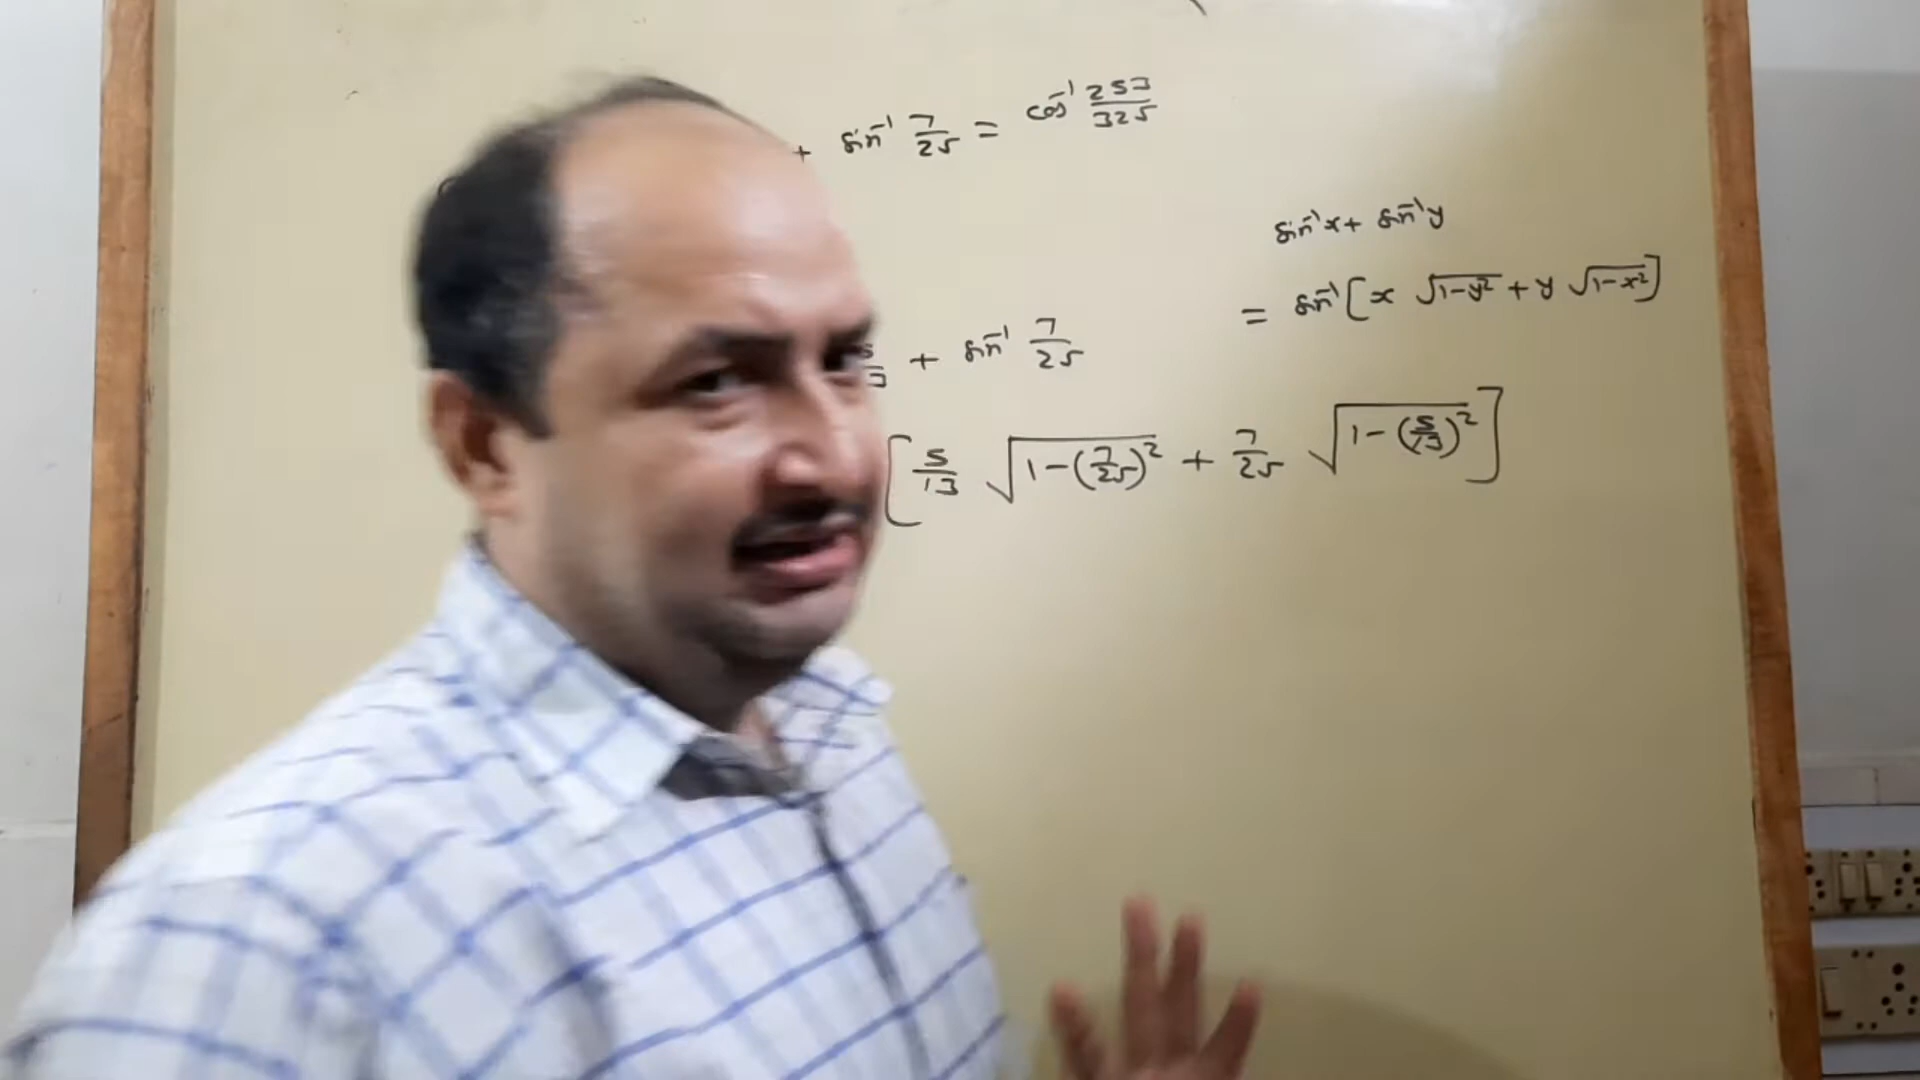 + sin⁻¹ 7/25 = cos⁻¹ 253/325
sin⁻¹x + sin⁻¹y
= sin⁻¹[x √(1-y²) + y √(1-x²)]
+ sin⁻¹ 7/25
[5/13 √(1-(7/25)²) + 7/25 √(1-(5/13)²)]